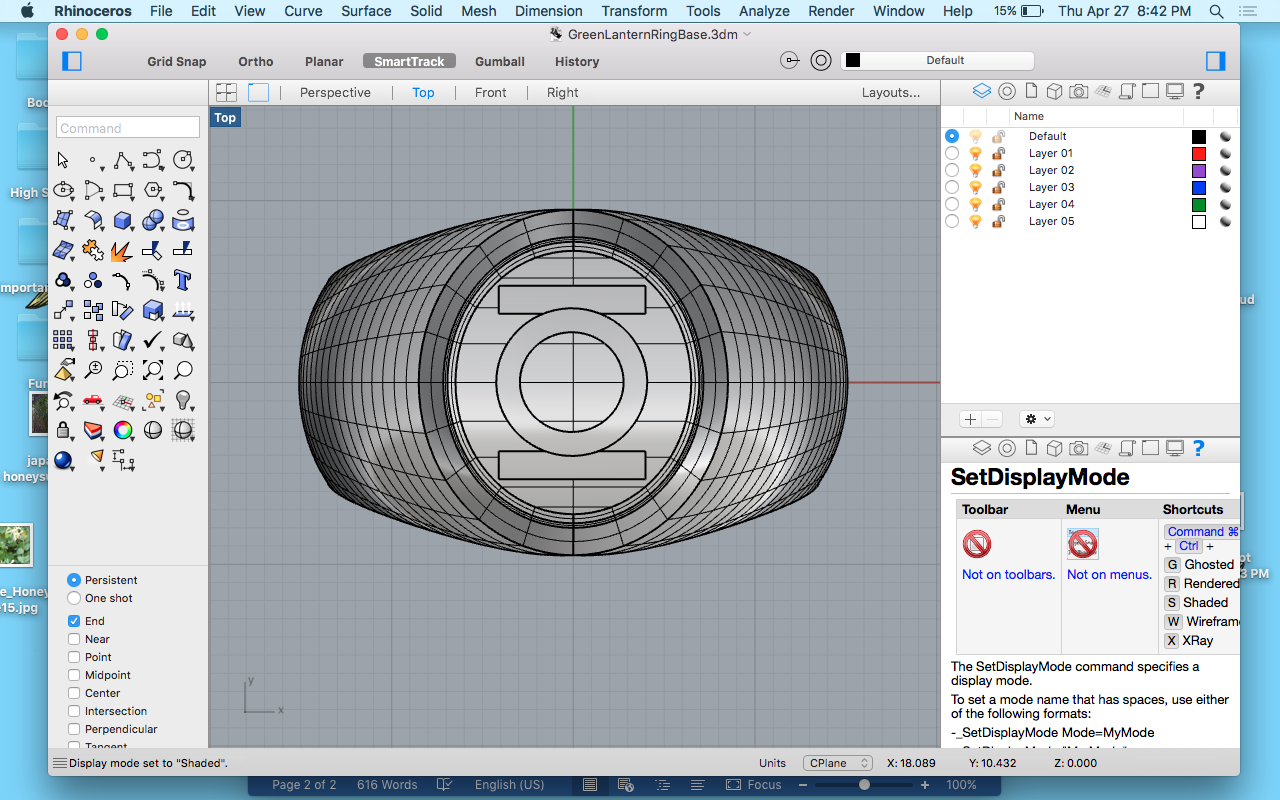 Rhinoceros File Edit View Curve Surface Solid Mesh Dimension Transform Tools Analyze Render Window Help 15% Thu Apr 27 8:42 PM
GreenLanternRingBase.3dm
Grid Snap Ortho Planar SmartTrack Gumball History Default
Perspective Top Front Right Layouts...
Top
Command
Name
Default
Layer 01
Layer 02
Layer 03
Layer 04
Layer 05
SetDisplayMode
Toolbar Menu Shortcuts
Command ⌘
+ Ctrl +
Not on toolbars. Not on menus.
G Ghosted
R Rendered
S Shaded
W Wirefram
X XRay
The SetDisplayMode command specifies a
display mode.
To set a mode name that has spaces, use either
of the following formats:
-_SetDisplayMode Mode=MyMode
Persistent
One shot
End
Near
Point
Midpoint
Center
Intersection
Perpendicular
Tangent
y
x
Display mode set to "Shaded". Units CPlane X: 18.089 Y: 10.432 Z: 0.000
Page 2 of 2 616 Words English (US) Focus 100%
Boo
High S
mportan
Fun
japa
honeysu
e_Honey
15.jpg
ud
ot
3 PM